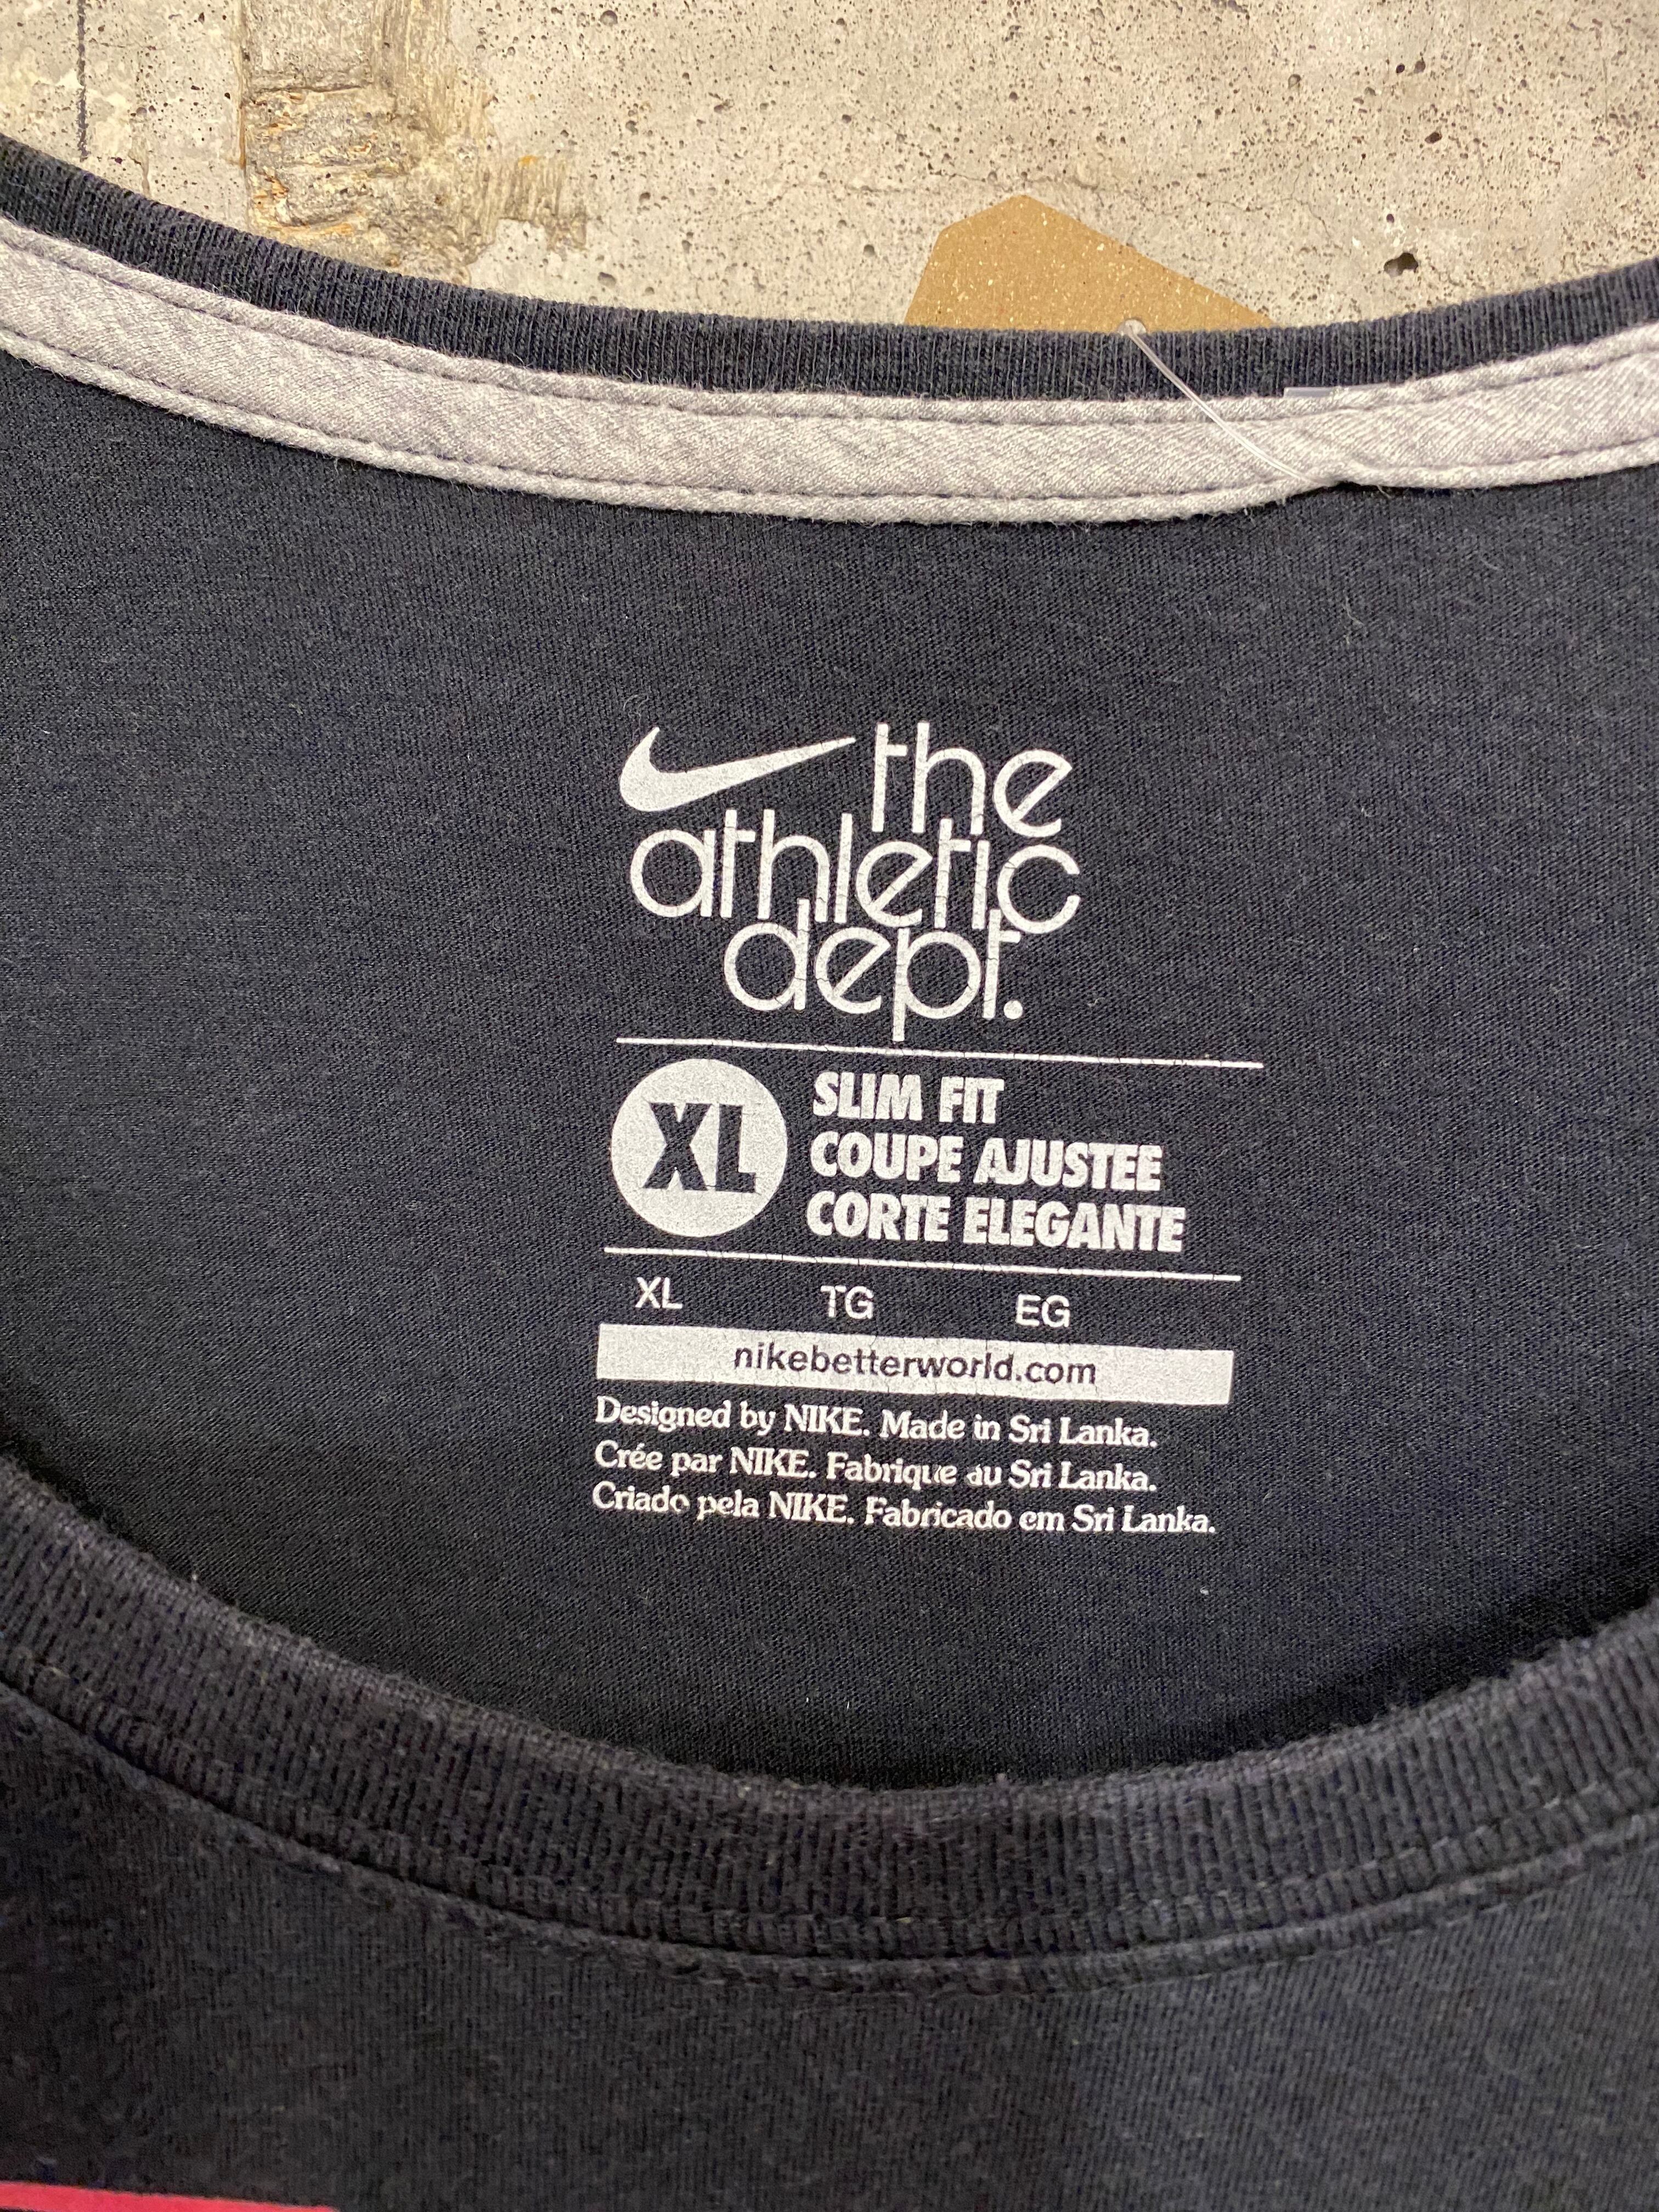 the
athletic
dept.
XL
SLIM FIT
COUPE AJUSTEE
CORTE ELEGANTE
XL TG EG
nikebetterworld.com
Designed by NIKE. Made in Sri Lanka.
Crée par NIKE. Fabrique au Sri Lanka.
Criado pela NIKE. Fabricado em Sri Lanka.